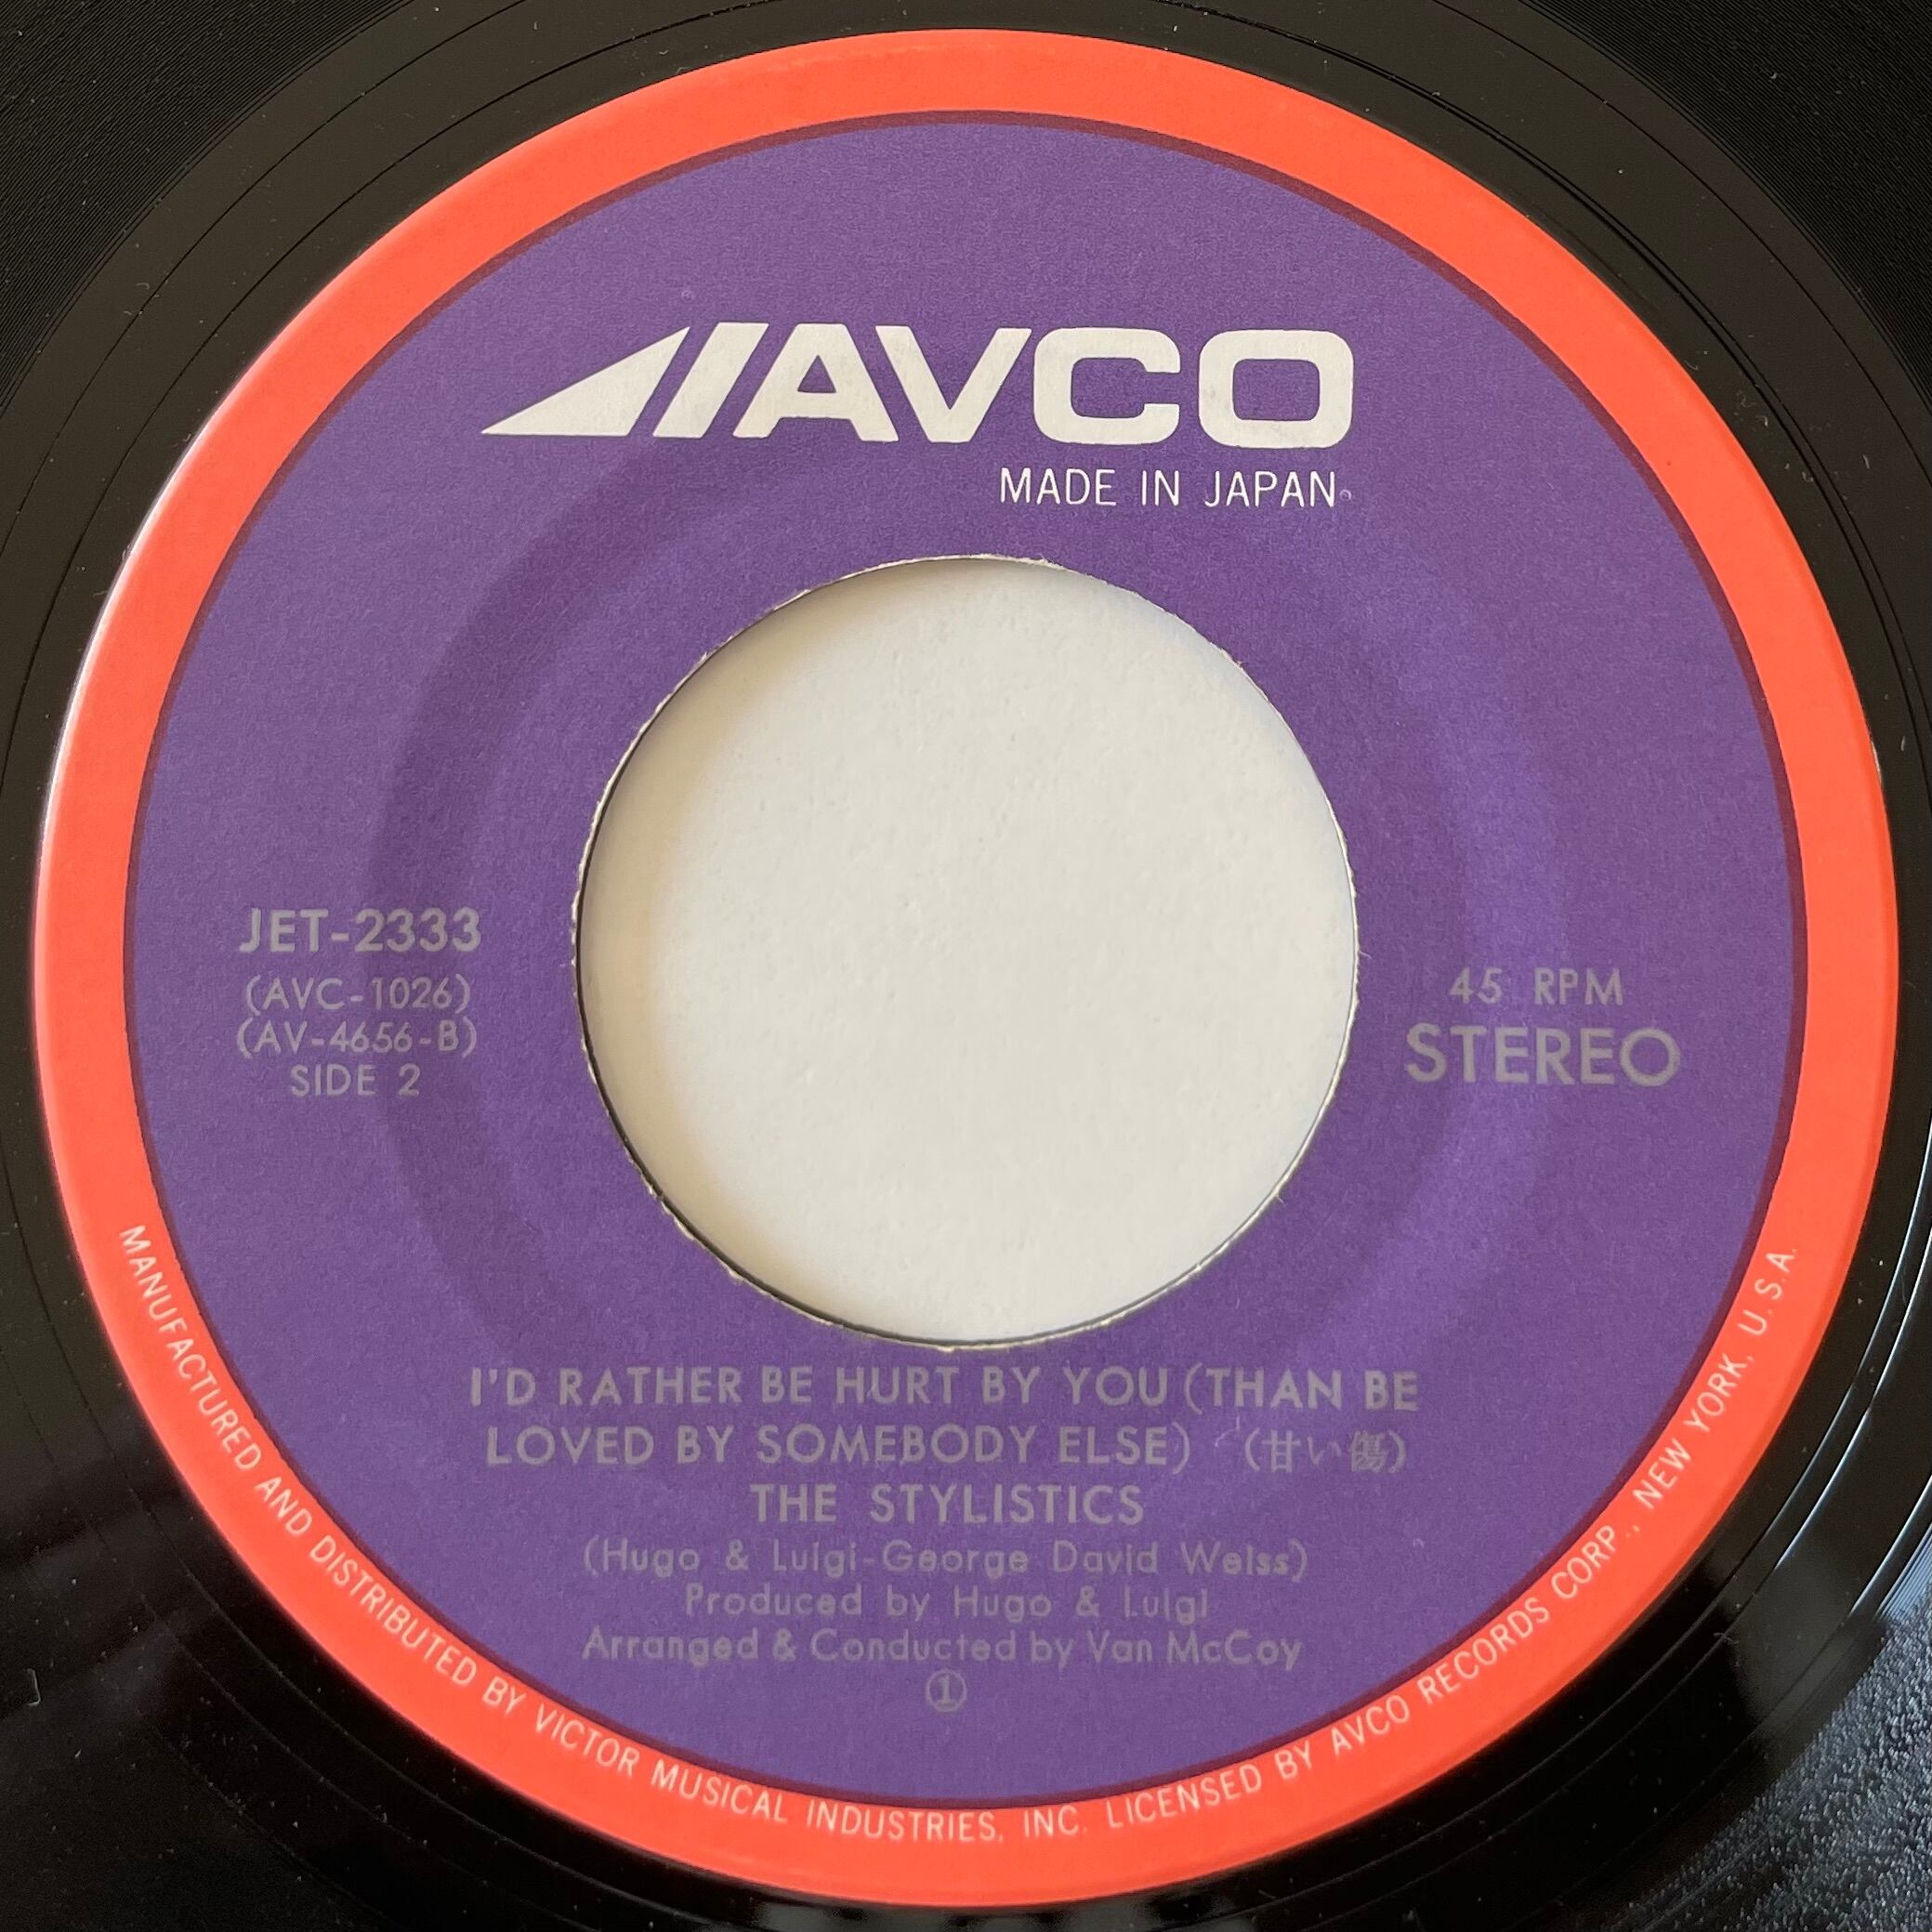 AVCO
MADE IN JAPAN
JET-2333
(AVC-1026)
(AV-4656-B)
SIDE 2
45 RPM
STEREO
I'D RATHER BE HURT BY YOU (THAN BE
LOVED BY SOMEBODY ELSE) (甘い傷)
THE STYLISTICS
(Hugo & Luigi-George David Weiss)
Produced by Hugo & Luigi
Arranged & Conducted by Van McCoy
①
MANUFACTURED AND DISTRIBUTED BY VICTOR MUSICAL INDUSTRIES, INC. LICENSED BY AVCO RECORDS CORP., NEW YORK, U.S.A.